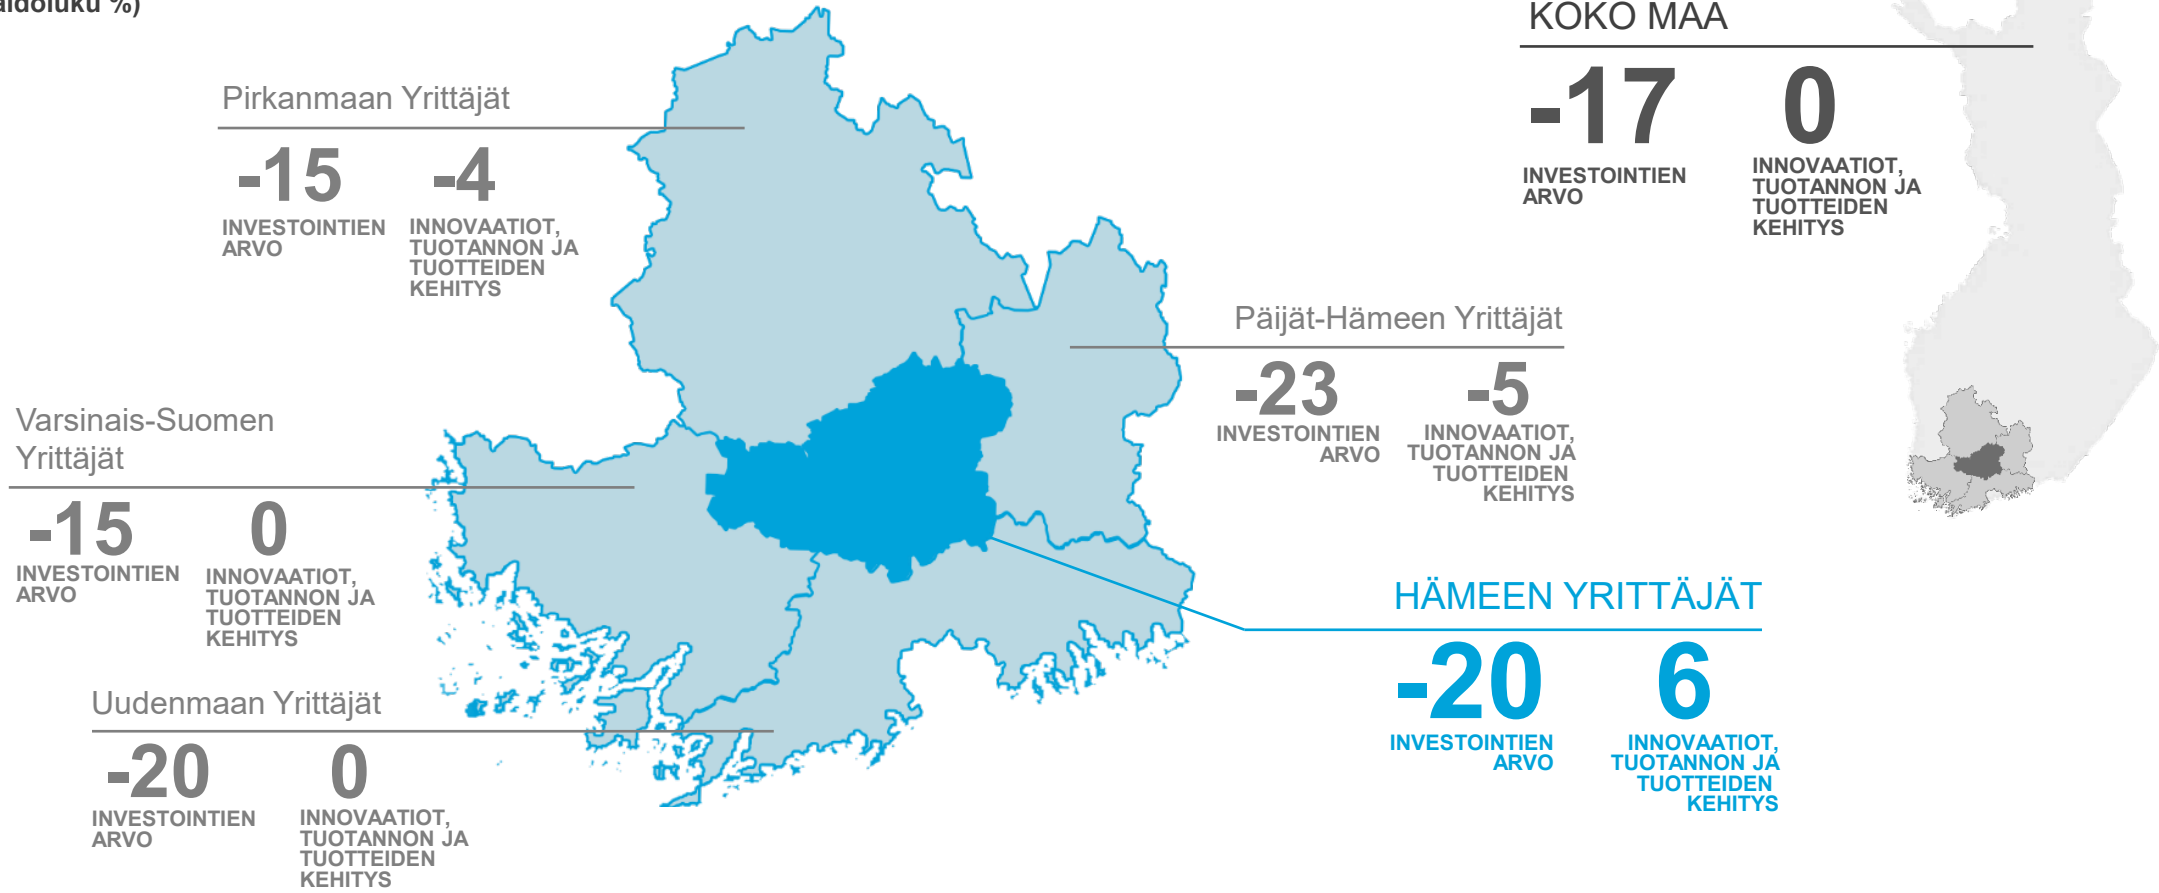 %)
KOKO MAA
-17 0
INVESTOINTIEN
ARVO
INNOVAATIOT,
TUOTANNON JA
TUOTTEIDEN
KEHITYS
Pirkanmaan Yrittäjät
-15 -4
INVESTOINTIEN
ARVO
INNOVAATIOT,
TUOTANNON JA
TUOTTEIDEN
KEHITYS
Päijät-Hämeen Yrittäjät
-23 -5
INVESTOINTIEN
ARVO
INNOVAATIOT,
TUOTANNON JA
TUOTTEIDEN
KEHITYS
Varsinais-Suomen
Yrittäjät
-15 0
INVESTOINTIEN
ARVO
INNOVAATIOT,
TUOTANNON JA
TUOTTEIDEN
KEHITYS
HÄMEEN YRITTÄJÄT
-20 6
INVESTOINTIEN
ARVO
INNOVAATIOT,
TUOTANNON JA
TUOTTEIDEN
KEHITYS
Uudenmaan Yrittäjät
-20 0
INVESTOINTIEN
ARVO
INNOVAATIOT,
TUOTANNON JA
TUOTTEIDEN
KEHITYS